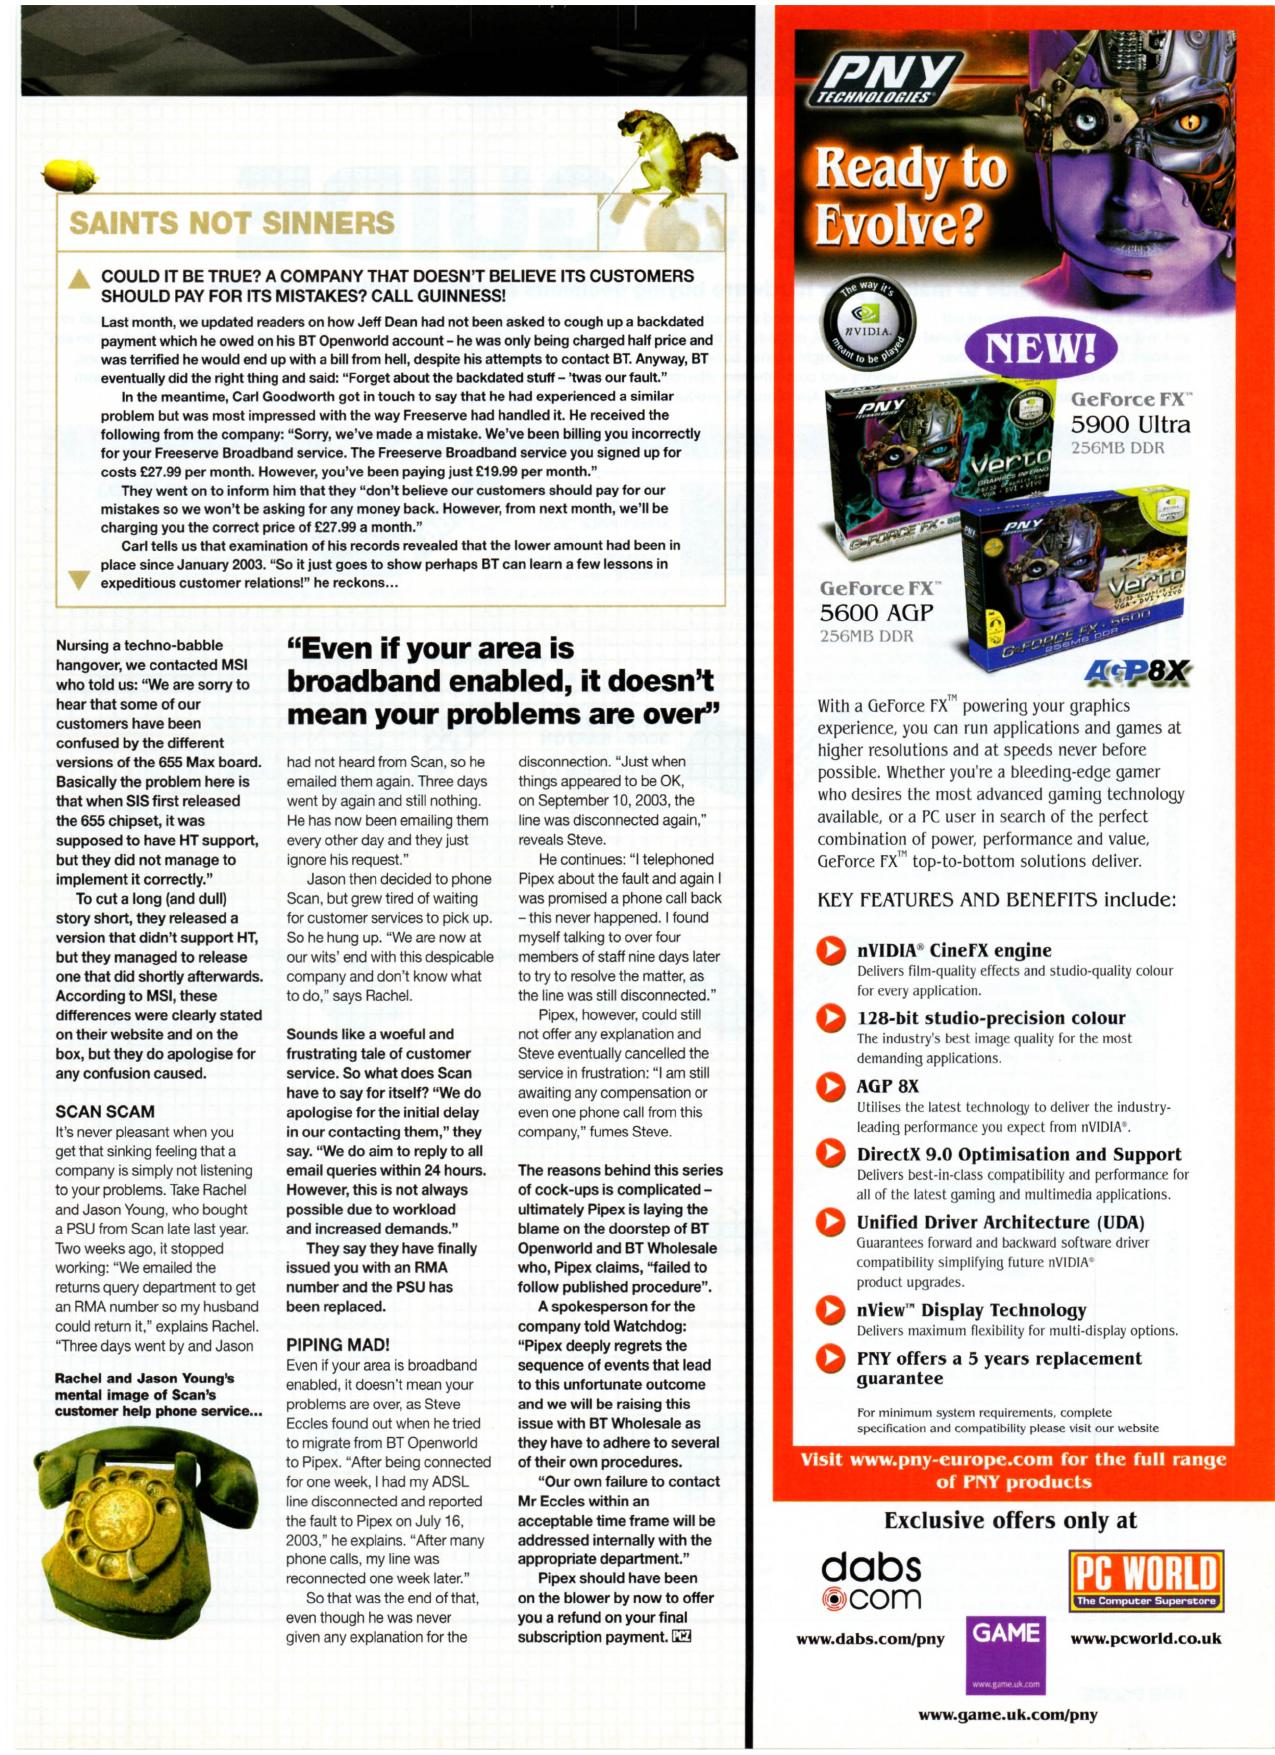 SAINTS NOT SINNERS
COULD IT BE TRUE? A COMPANY THAT DOESN'T BELIEVE ITS CUSTOMERS
SHOULD PAY FOR ITS MISTAKES? CALL GUINNESS!
Last month, we updated readers on how Jeff Dean had not been asked to cough up a backdated
payment which he owed on his BT Openworld account – he was only being charged half price and
was terrified he would end up with a bill from hell, despite his attempts to contact BT. Anyway, BT
eventually did the right thing and said: “Forget about the backdated stuff – 'twas our fault.”
In the meantime, Carl Goodworth got in touch to say that he had experienced a similar
problem but was most impressed with the way Freeserve had handled it. He received the
following from the company: “Sorry, we've made a mistake. We've been billing you incorrectly
for your Freeserve Broadband service. The Freeserve Broadband service you signed up for
costs £27.99 per month. However, you've been paying just £19.99 per month.”
They went on to inform him that they “don't believe our customers should pay for our
mistakes so we won't be asking for any money back. However, from next month, we'll be
charging you the correct price of £27.99 a month.”
Carl tells us that examination of his records revealed that the lower amount had been in
place since January 2003. “So it just goes to show perhaps BT can learn a few lessons in
expeditious customer relations!” he reckons...
Nursing a techno-babble
hangover, we contacted MSI
who told us: “We are sorry to
hear that some of our
customers have been
confused by the different
versions of the 655 Max board.
Basically the problem here is
that when SIS first released
the 655 chipset, it was
supposed to have HT support,
but they did not manage to
implement it correctly.”
To cut a long (and dull)
story short, they released a
version that didn't support HT,
but they managed to release
one that did shortly afterwards.
According to MSI, these
differences were clearly stated
on their website and on the
box, but they do apologise for
any confusion caused.
SCAN SCAM
It's never pleasant when you
get that sinking feeling that a
company is simply not listening
to your problems. Take Rachel
and Jason Young, who bought
a PSU from Scan late last year.
Two weeks ago, it stopped
working: “We emailed the
returns query department to get
an RMA number so my husband
could return it,” explains Rachel.
“Three days went by and Jason
Rachel and Jason Young's
mental image of Scan's
customer help phone service...
“Even if your area is
broadband enabled, it doesn't
mean your problems are over”
had not heard from Scan, so he
emailed them again. Three days
went by again and still nothing.
He has now been emailing them
every other day and they just
ignore his request.”
Jason then decided to phone
Scan, but grew tired of waiting
for customer services to pick up.
So he hung up. “We are now at
our wits' end with this despicable
company and don't know what
to do,” says Rachel.
Sounds like a woeful and
frustrating tale of customer
service. So what does Scan
have to say for itself? “We do
apologise for the initial delay
in our contacting them,” they
say. “We do aim to reply to all
email queries within 24 hours.
However, this is not always
possible due to workload
and increased demands.”
They say they have finally
issued you with an RMA
number and the PSU has
been replaced.
PIPING MAD!
Even if your area is broadband
enabled, it doesn't mean your
problems are over, as Steve
Eccles found out when he tried
to migrate from BT Openworld
to Pipex. “After being connected
for one week, I had my ADSL
line disconnected and reported
the fault to Pipex on July 16,
2003,” he explains. “After many
phone calls, my line was
reconnected one week later.”
So that was the end of that,
even though he was never
given any explanation for the
disconnection. “Just when
things appeared to be OK,
on September 10, 2003, the
line was disconnected again,”
reveals Steve.
He continues: “I telephoned
Pipex about the fault and again I
was promised a phone call back
– this never happened. I found
myself talking to over four
members of staff nine days later
to try to resolve the matter, as
the line was still disconnected.”
Pipex, however, could still
not offer any explanation and
Steve eventually cancelled the
service in frustration: “I am still
awaiting any compensation or
even one phone call from this
company,” fumes Steve.
The reasons behind this series
of cock-ups is complicated –
ultimately Pipex is laying the
blame on the doorstep of BT
Openworld and BT Wholesale
who, Pipex claims, “failed to
follow published procedure”.
A spokesperson for the
company told Watchdog:
“Pipex deeply regrets the
sequence of events that lead
to this unfortunate outcome
and we will be raising this
issue with BT Wholesale as
they have to adhere to several
of their own procedures.
“Our own failure to contact
Mr Eccles within an
acceptable time frame will be
addressed internally with the
appropriate department.”
Pipex should have been
on the blower by now to offer
you a refund on your final
subscription payment. PCZ
PNY
TECHNOLOGIES®
Ready to
Evolve?
The way it's
nVIDIA.
meant to be played
NEW!
GeForce FX™
5900 Ultra
256MB DDR
PNY
Verto
PNY
Verto
VGA + DVI + VIVO
GEFORCE FX - 5600
256MB DDR
GeForce FX™
5600 AGP
256MB DDR
AGP8X
With a GeForce FX™ powering your graphics
experience, you can run applications and games at
higher resolutions and at speeds never before
possible. Whether you're a bleeding-edge gamer
who desires the most advanced gaming technology
available, or a PC user in search of the perfect
combination of power, performance and value,
GeForce FX™ top-to-bottom solutions deliver.
KEY FEATURES AND BENEFITS include:
nVIDIA® CineFX engine
Delivers film-quality effects and studio-quality colour
for every application.
128-bit studio-precision colour
The industry's best image quality for the most
demanding applications.
AGP 8X
Utilises the latest technology to deliver the industry-
leading performance you expect from nVIDIA®.
DirectX 9.0 Optimisation and Support
Delivers best-in-class compatibility and performance for
all of the latest gaming and multimedia applications.
Unified Driver Architecture (UDA)
Guarantees forward and backward software driver
compatibility simplifying future nVIDIA®
product upgrades.
nView™ Display Technology
Delivers maximum flexibility for multi-display options.
PNY offers a 5 years replacement
guarantee
For minimum system requirements, complete
specification and compatibility please visit our website
Visit www.pny-europe.com for the full range
of PNY products
Exclusive offers only at
dabs
.com
www.dabs.com/pny
GAME
www.game.uk.com
PC WORLD
The Computer Superstore
www.pcworld.co.uk
www.game.uk.com/pny